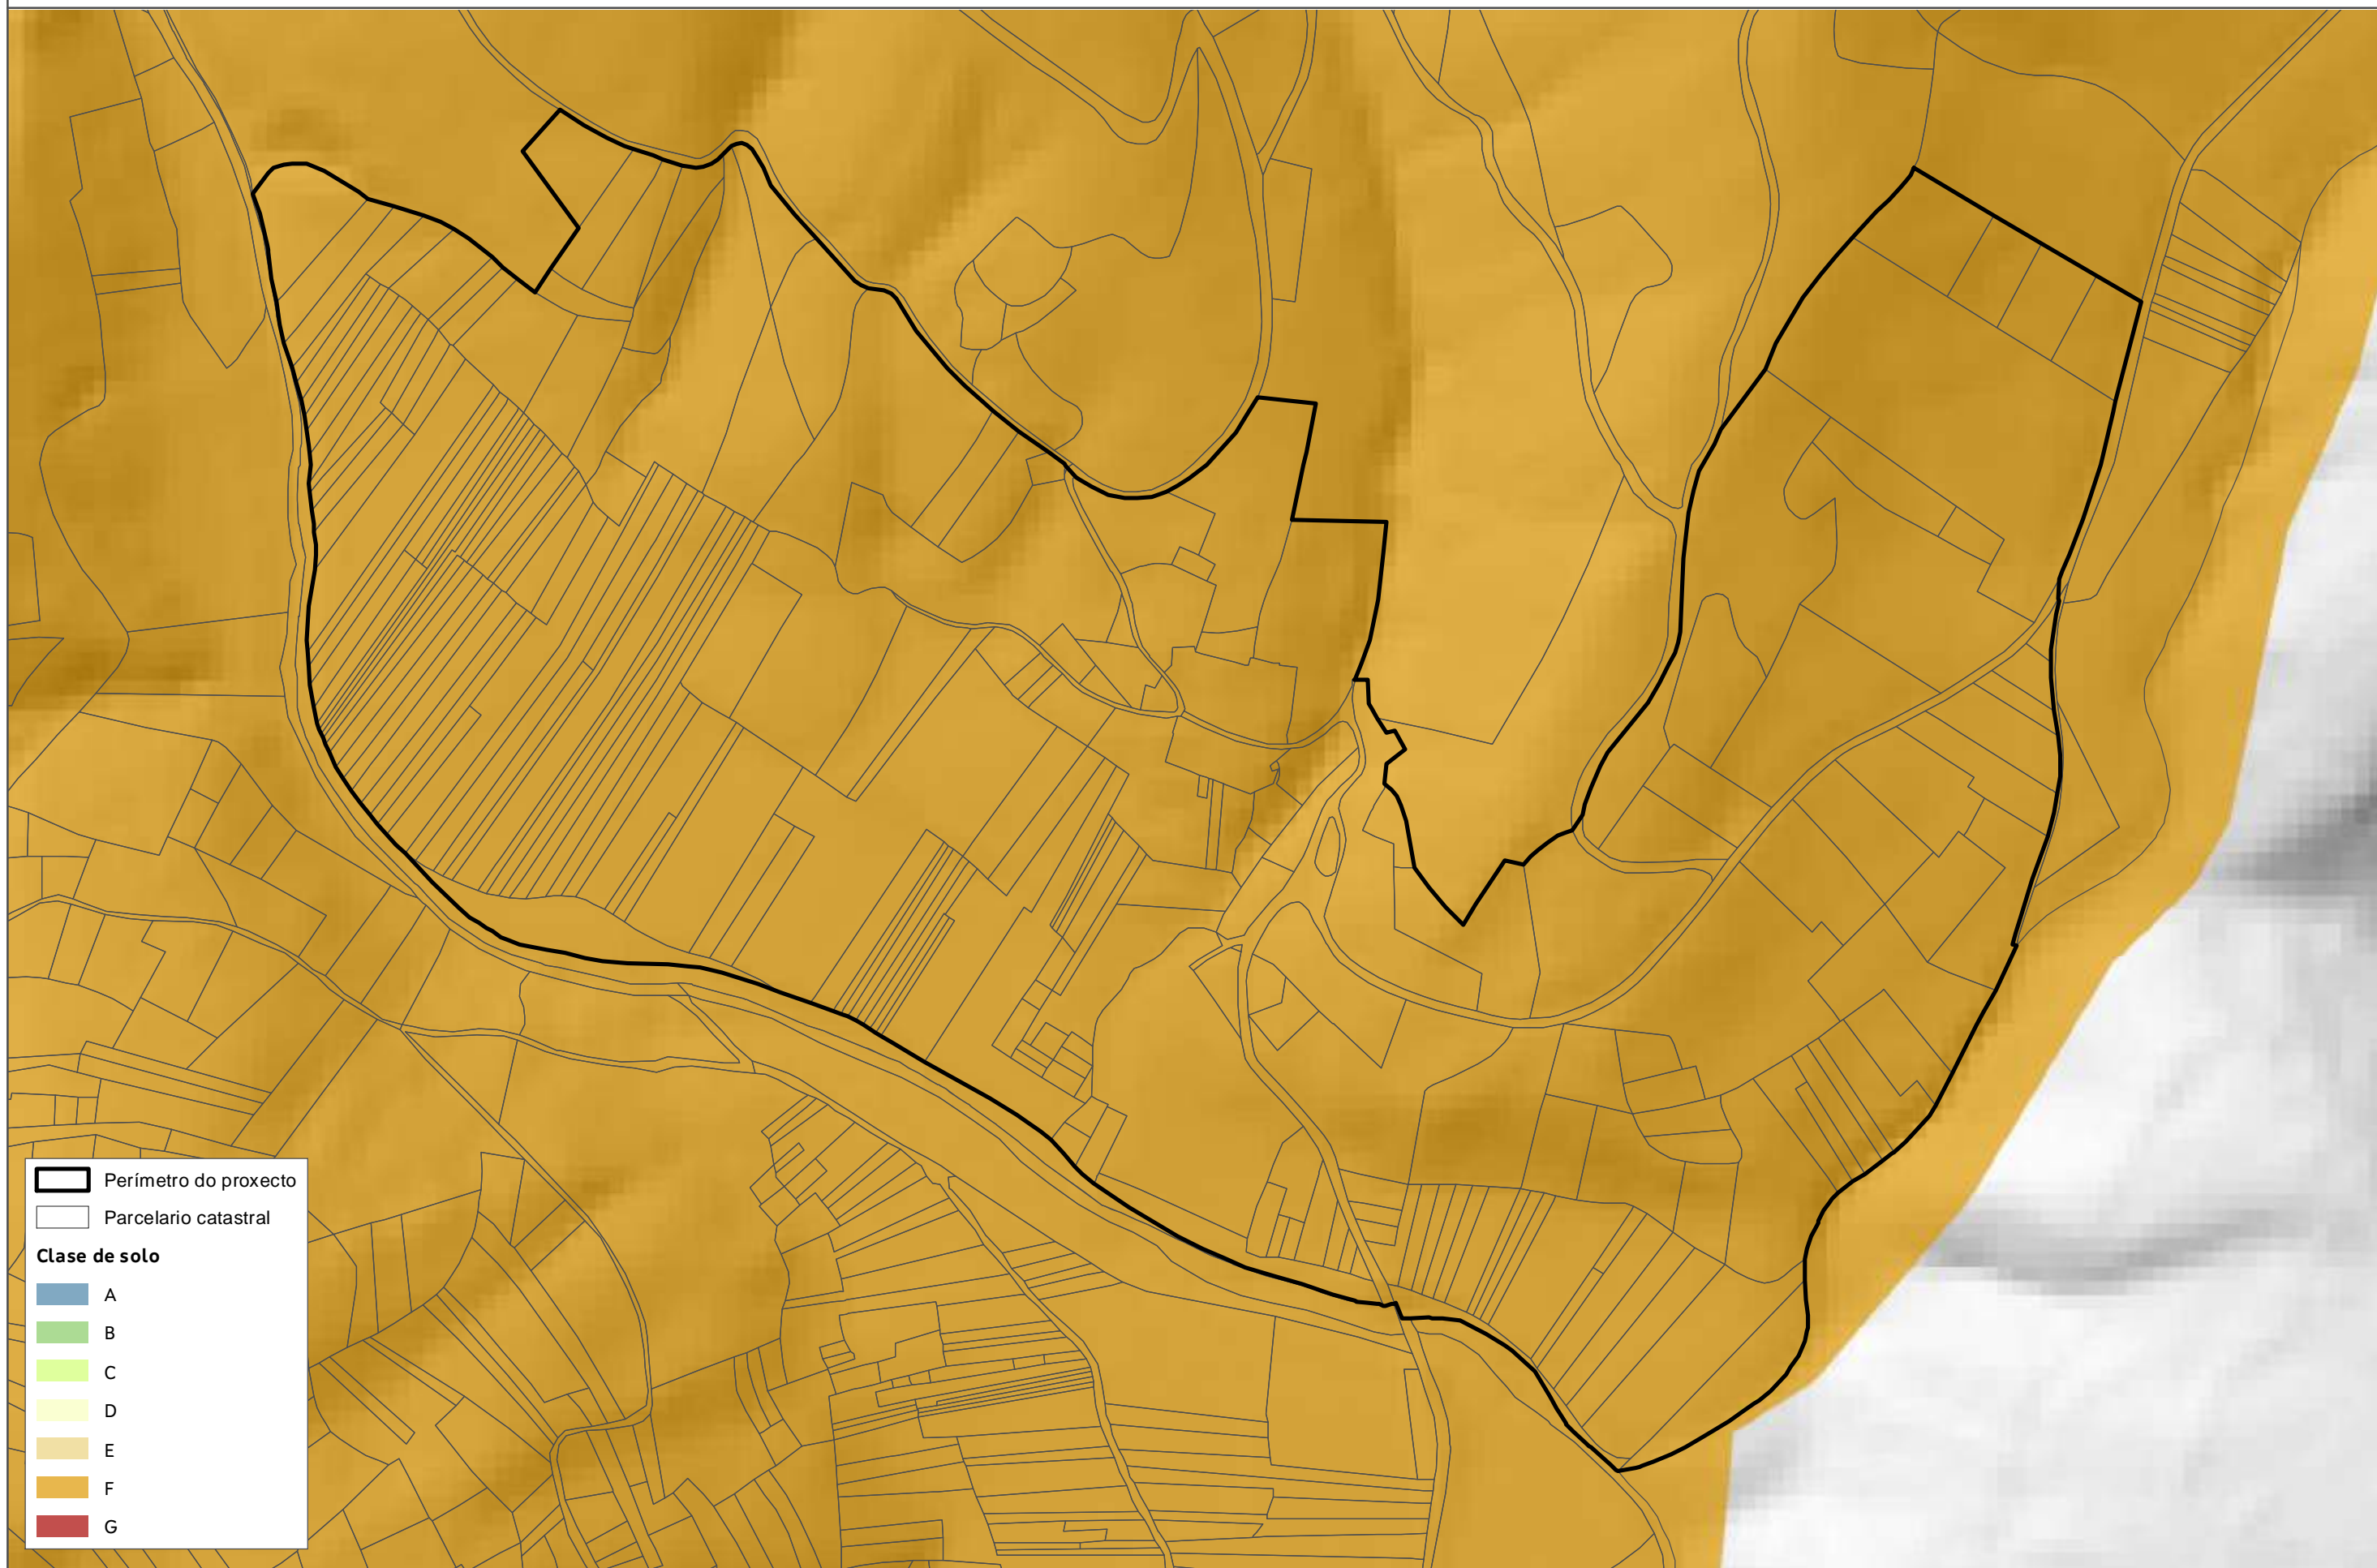 Perímetro do proxecto
Parcelario catastral
Clase de solo
A
B
C
D
E
F
G